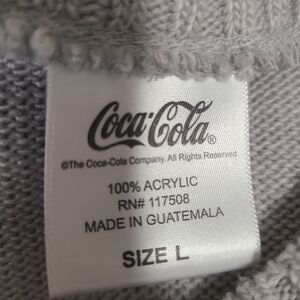 Coca-Cola®
©The Coca-Cola Company. All Rights Reserved
100% ACRYLIC
RN# 117508
MADE IN GUATEMALA
SIZE L